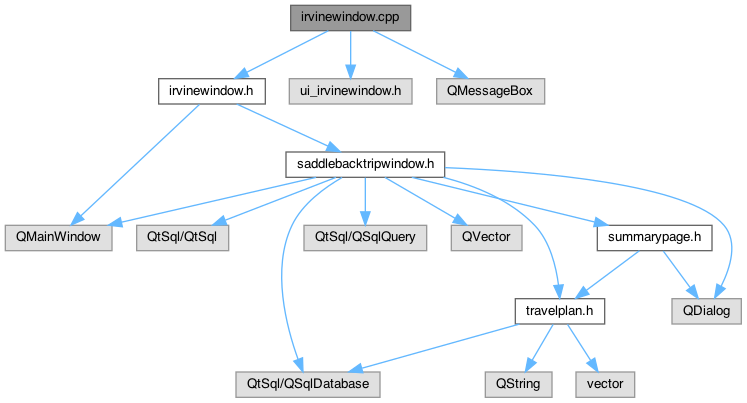 irvinewindow.cpp
irvinewindow.h
ui_irvinewindow.h
QMessageBox
saddlebacktripwindow.h
QMainWindow
QtSql/QtSql
QtSql/QSqlQuery
QVector
summarypage.h
travelplan.h
QDialog
QtSql/QSqlDatabase
QString
vector